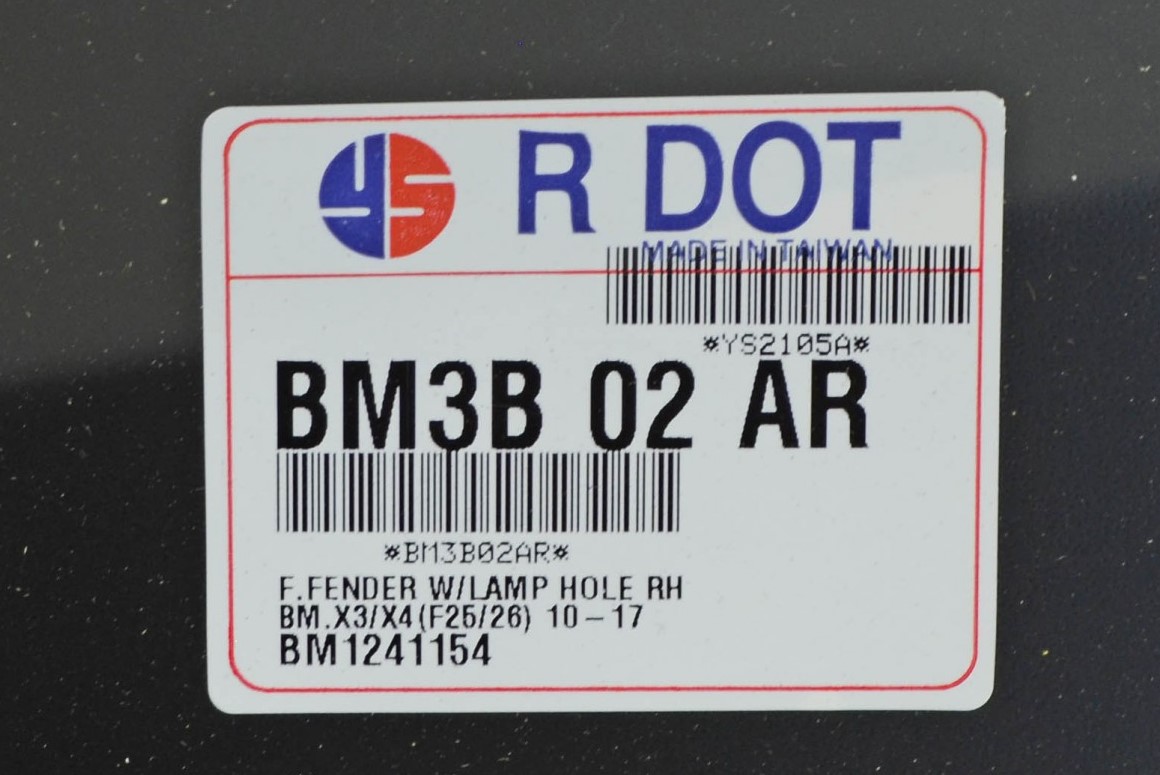 YS R DOT
MADE IN TAIWAN
*YS2105A*
BM3B 02 AR
*BM3B02AR*
F.FENDER W/LAMP HOLE RH
BM.X3/X4(F25/26) 10-17
BM1241154